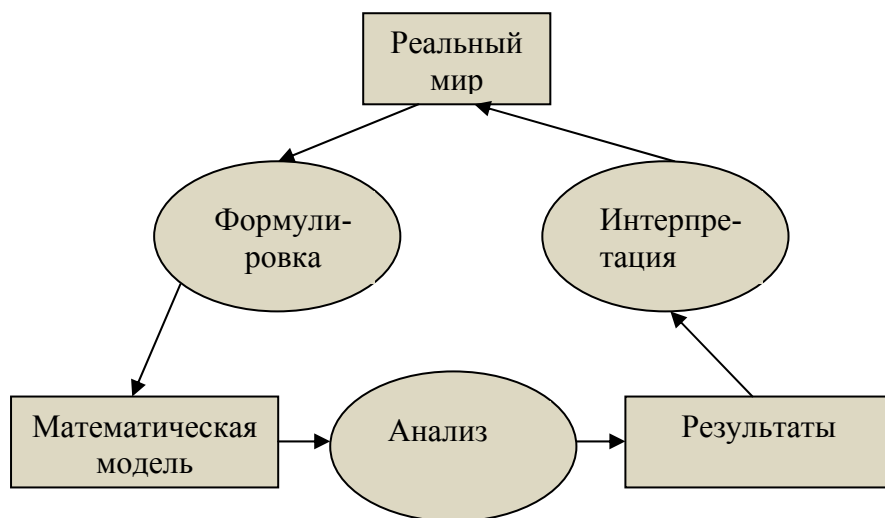 Реальный
мир
Формули-
ровка
Интерпре-
тация
Математическая
модель
Анализ
Результаты